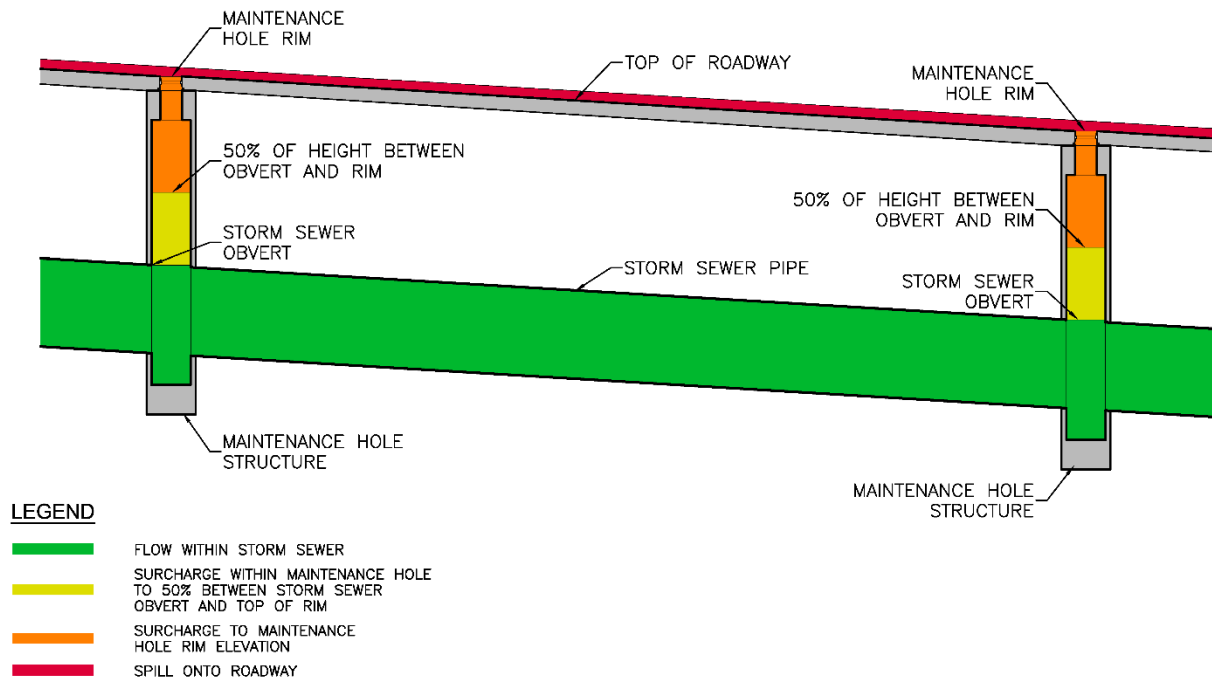 MAINTENANCE
HOLE RIM
TOP OF ROADWAY
MAINTENANCE
HOLE RIM
50% OF HEIGHT BETWEEN
OBVERT AND RIM
50% OF HEIGHT BETWEEN
OBVERT AND RIM
STORM SEWER
OBVERT
STORM SEWER PIPE
STORM SEWER
OBVERT
MAINTENANCE HOLE
STRUCTURE
MAINTENANCE HOLE
STRUCTURE
LEGEND
FLOW WITHIN STORM SEWER
SURCHARGE WITHIN MAINTENANCE HOLE
TO 50% BETWEEN STORM SEWER
OBVERT AND TOP OF RIM
SURCHARGE TO MAINTENANCE
HOLE RIM ELEVATION
SPILL ONTO ROADWAY